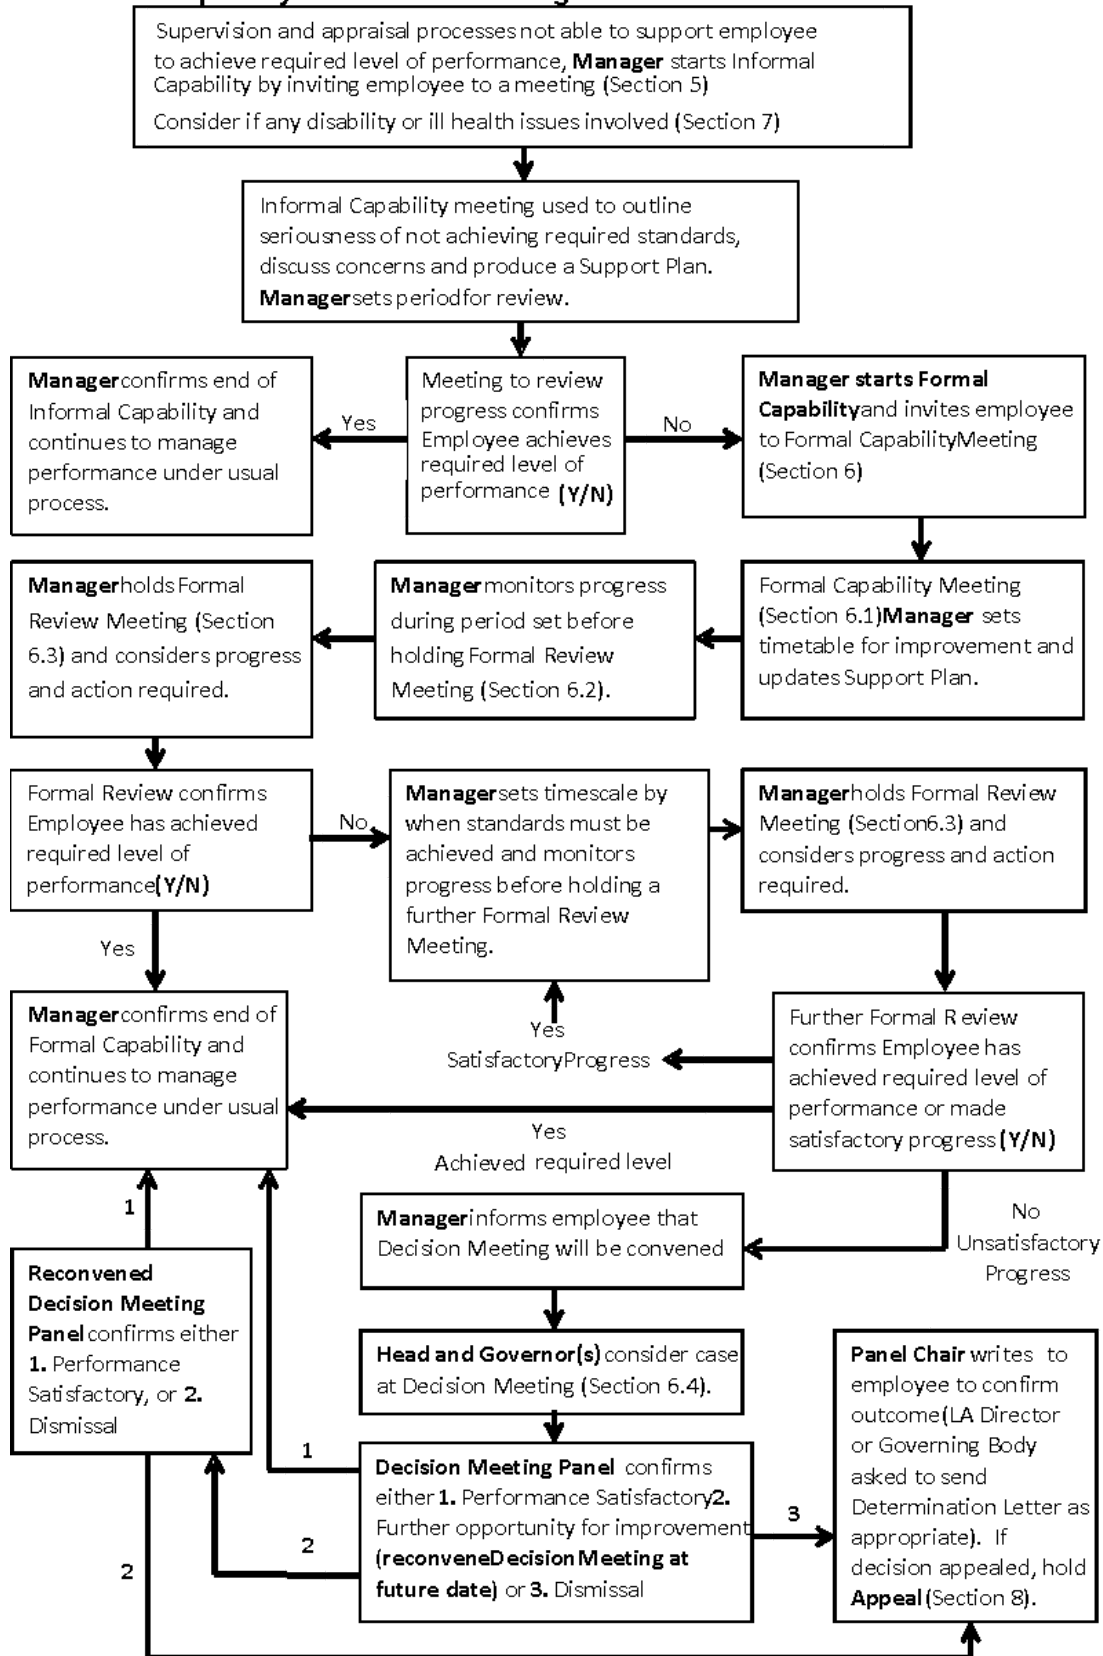 Supervision and appraisal processes not able to support employee
to achieve required level of performance, Manager starts Informal
Capability by inviting employee to a meeting (Section 5)
Consider if any disability or ill health issues involved (Section 7)
Informal Capability meeting used to outline
seriousness of not achieving required standards,
discuss concerns and produce a Support Plan.
Manager sets period for review.
Manager confirms end of
Informal Capability and
continues to manage
performance under usual
process.
Yes
Meeting to review
progress confirms
Employee achieves
required level of
performance (Y/N)
No
Manager starts Formal
Capability and invites employee
to Formal Capability Meeting
(Section 6)
Formal Capability Meeting
(Section 6.1) Manager sets
timetable for improvement and
updates Support Plan.
Manager monitors progress
during period set before
holding Formal Review
Meeting (Section 6.2).
Manager holds Formal
Review Meeting (Section
6.3) and considers progress
and action required.
Formal Review confirms
Employee has achieved
required level of
performance (Y/N)
No
Manager sets timescale by
when standards must be
achieved and monitors
progress before holding a
further Formal Review
Meeting.
Manager holds Formal Review
Meeting (Section6.3) and
considers progress and action
required.
Yes
Manager confirms end of
Formal Capability and
continues to manage
performance under usual
process.
Yes
Satisfactory Progress
Further Formal Review
confirms Employee has
achieved required level of
performance or made
satisfactory progress (Y/N)
Yes
Achieved required level
No
Unsatisfactory
Progress
Manager informs employee that
Decision Meeting will be convened
Head and Governor(s) consider case
at Decision Meeting (Section 6.4).
Decision Meeting Panel confirms
either 1. Performance Satisfactory 2.
Further opportunity for improvement
(reconvene Decision Meeting at
future date) or 3. Dismissal
1
2
3
1
Reconvened
Decision Meeting
Panel confirms either
1. Performance
Satisfactory, or 2.
Dismissal
2
Panel Chair writes to
employee to confirm
outcome (LA Director
or Governing Body
asked to send
Determination Letter as
appropriate). If
decision appealed, hold
Appeal (Section 8).